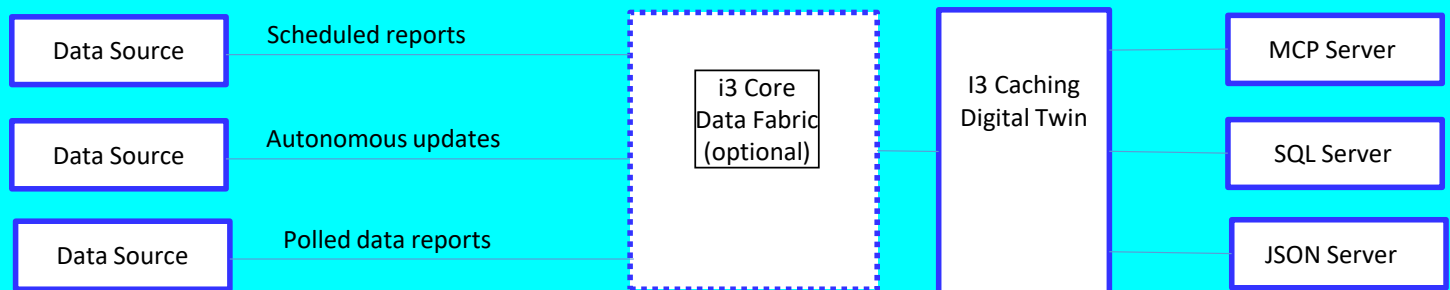 Data Source
Scheduled reports
Data Source
Autonomous updates
Data Source
Polled data reports
i3 Core
Data Fabric
(optional)
I3 Caching
Digital Twin
MCP Server
SQL Server
JSON Server